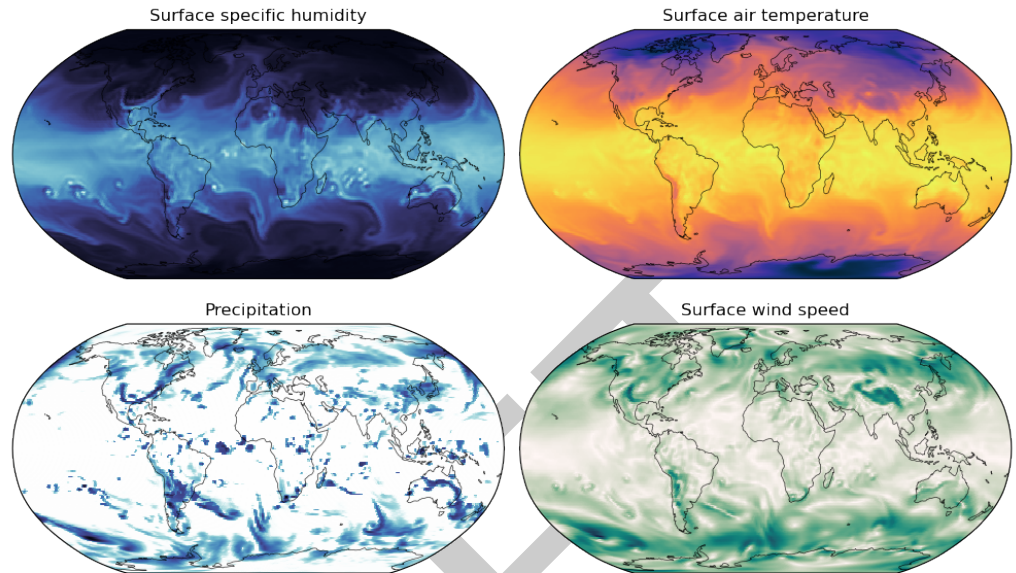 Surface specific humidity
Surface air temperature
Precipitation
Surface wind speed